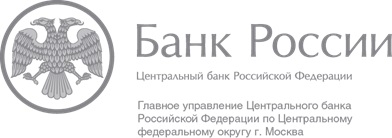 Банк России
Центральный банк Российской Федерации
Главное управление Центрального банка
Российской Федерации по Центральному
федеральному округу г. Москва